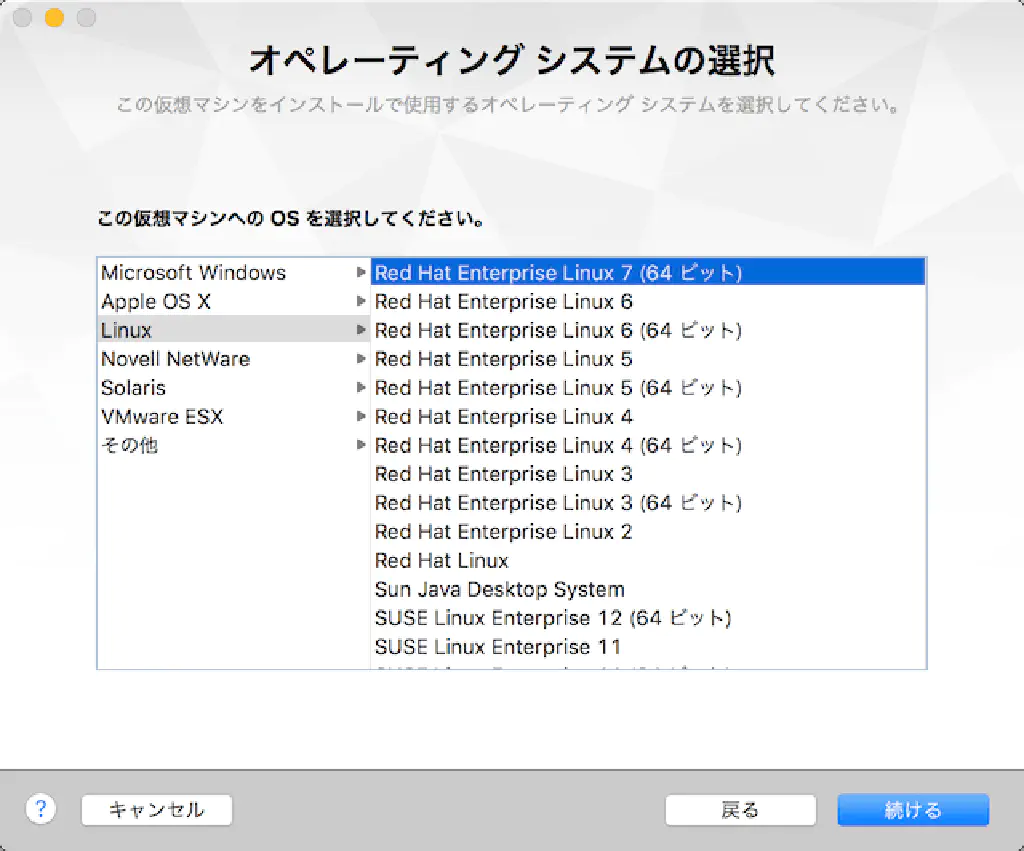 オペレーティング システムの選択
この仮想マシンをインストールで使用するオペレーティング システムを選択してください。
この仮想マシンへの OS を選択してください。
Microsoft Windows
Apple OS X
Linux
Novell NetWare
Solaris
VMware ESX
その他
Red Hat Enterprise Linux 7 (64 ビット)
Red Hat Enterprise Linux 6
Red Hat Enterprise Linux 6 (64 ビット)
Red Hat Enterprise Linux 5
Red Hat Enterprise Linux 5 (64 ビット)
Red Hat Enterprise Linux 4
Red Hat Enterprise Linux 4 (64 ビット)
Red Hat Enterprise Linux 3
Red Hat Enterprise Linux 3 (64 ビット)
Red Hat Enterprise Linux 2
Red Hat Linux
Sun Java Desktop System
SUSE Linux Enterprise 12 (64 ビット)
SUSE Linux Enterprise 11
?
キャンセル
戻る
続ける